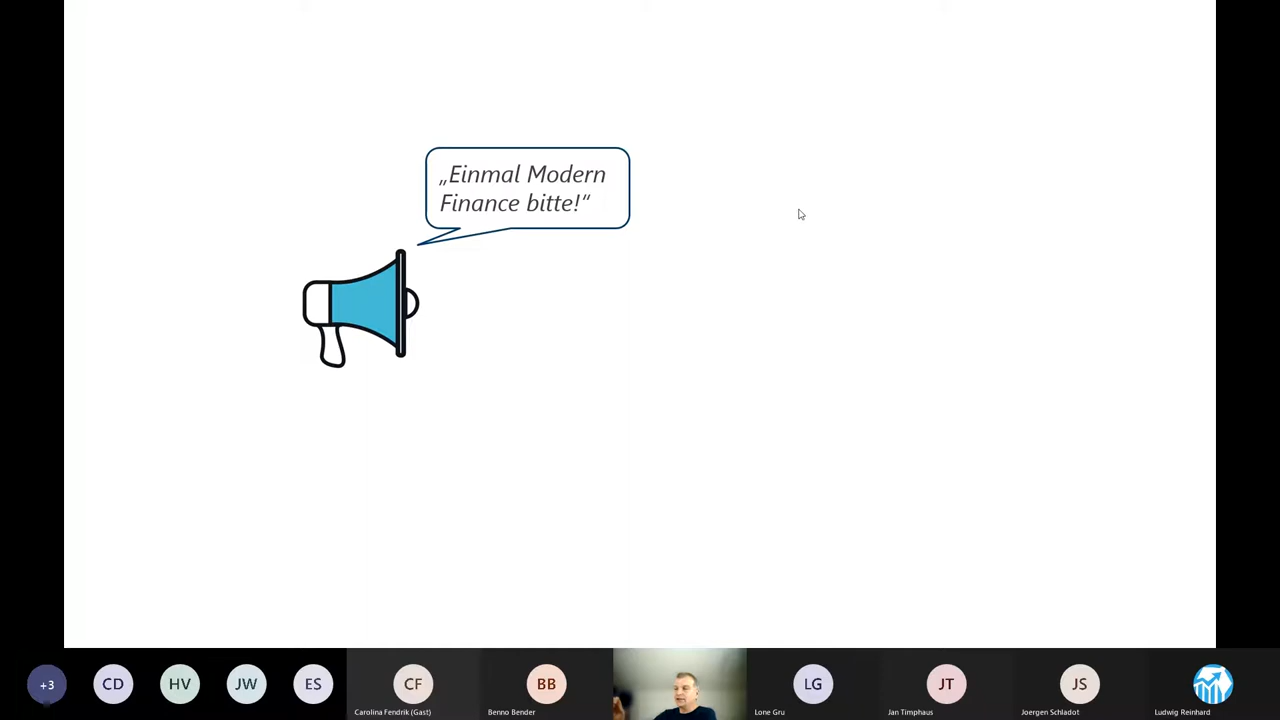 „Einmal Modern
Finance bitte!“
+3
CD
HV
JW
ES
CF
BB
LG
JT
JS
Carolina Fendrik (Gast)
Benno Bender
Lone Gru
Jan Timphaus
Joergen Schladot
Ludwig Reinhard